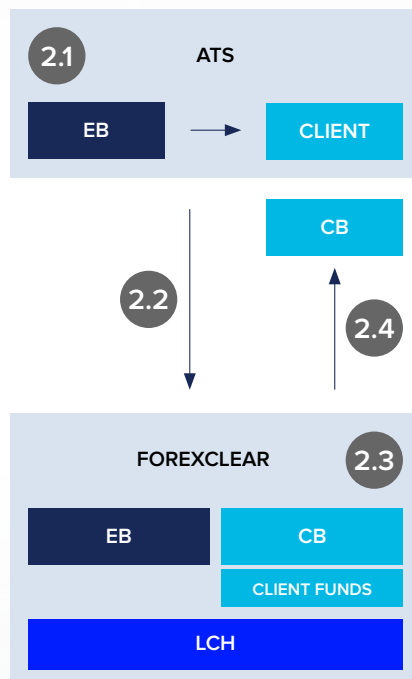 2.1
ATS
EB
CLIENT
CB
2.2
2.4
FOREXCLEAR
2.3
EB
CB
CLIENT FUNDS
LCH